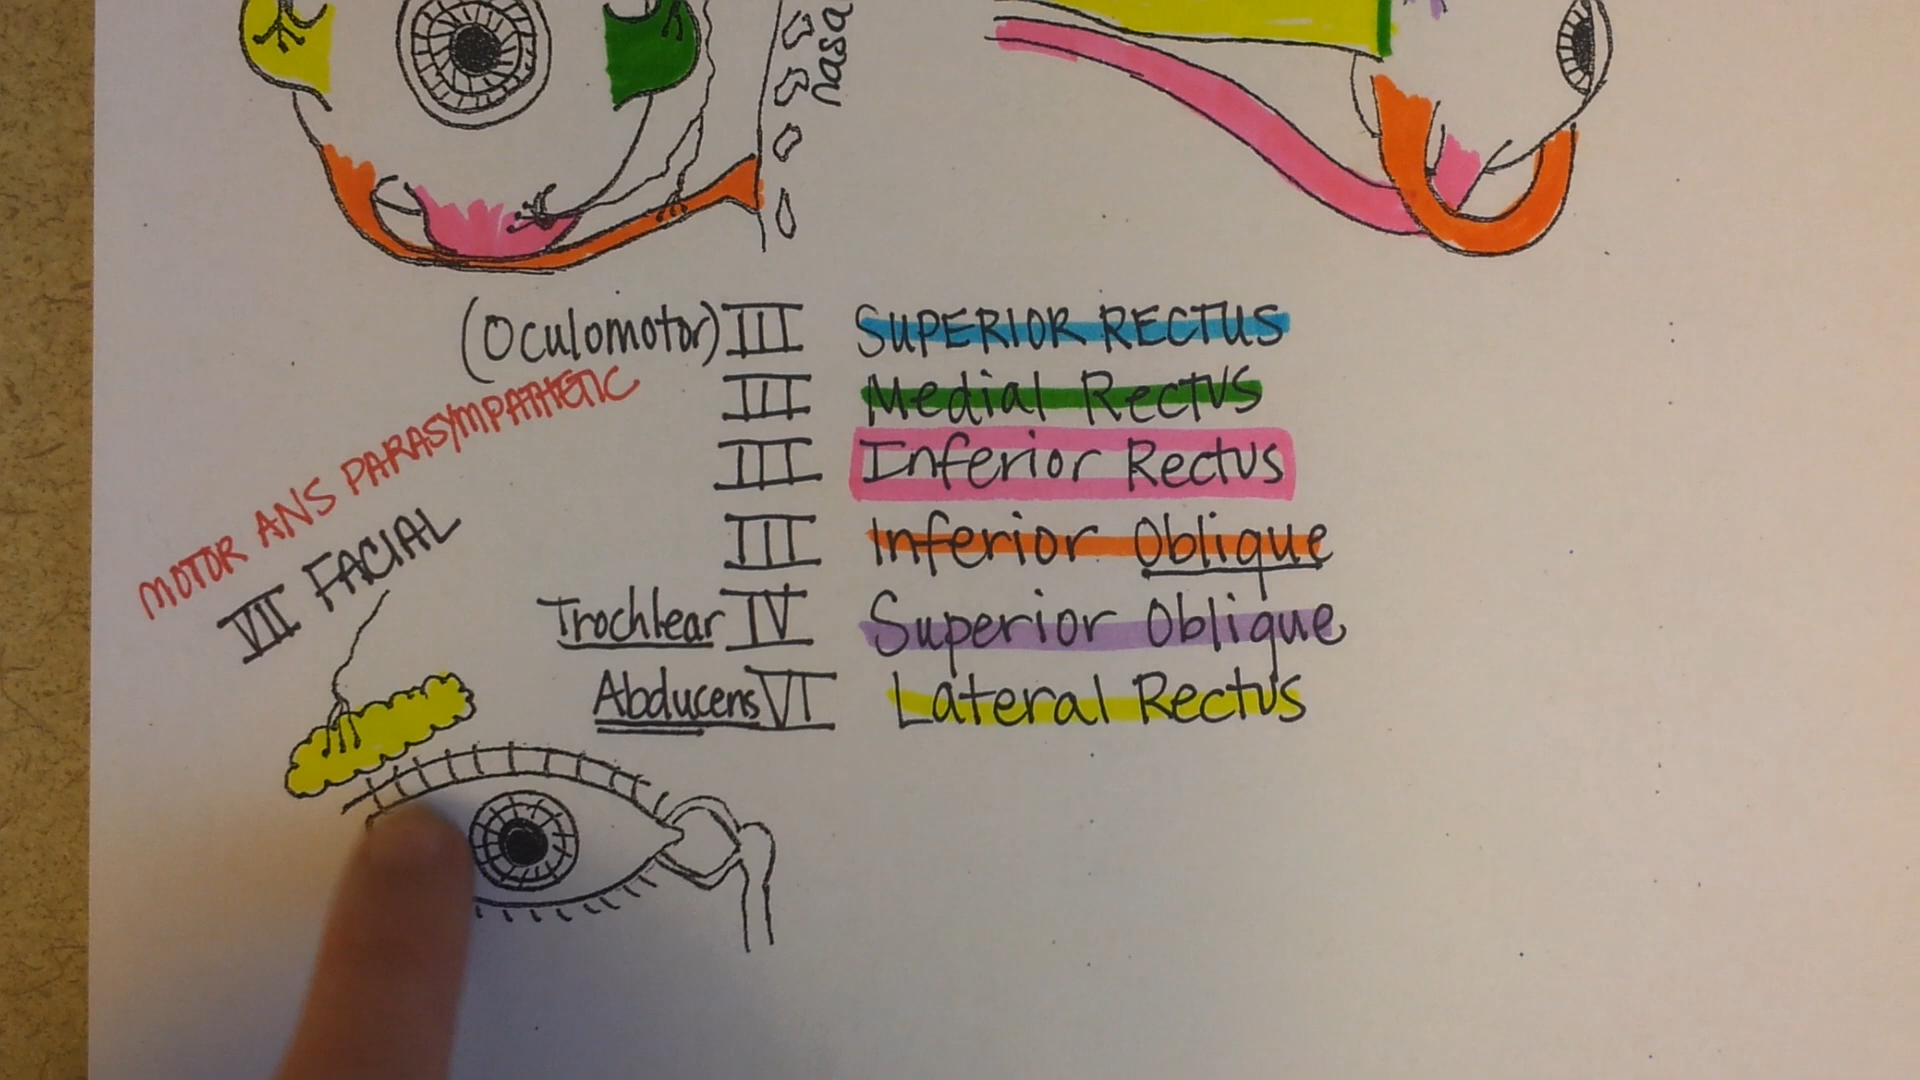 nasa
(Oculomotor) III SUPERIOR RECTUS
III Medial Rectus
III Inferior Rectus
III Inferior Oblique
Trochlear IV Superior Oblique
Abducens VI Lateral Rectus
MOTOR ANS PARASYMPATHETIC
VII FACIAL